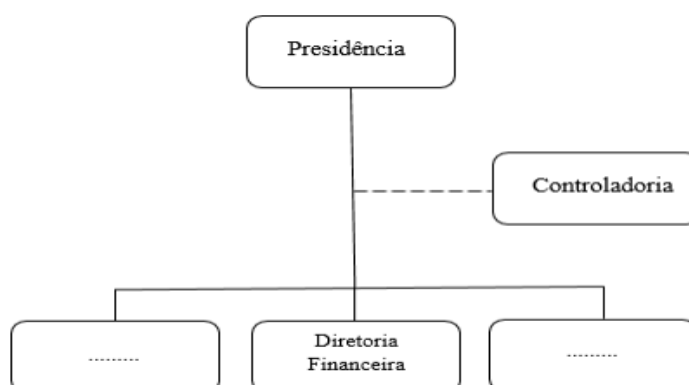 Presidência
Controladoria
---------
Diretoria
Financeira
---------